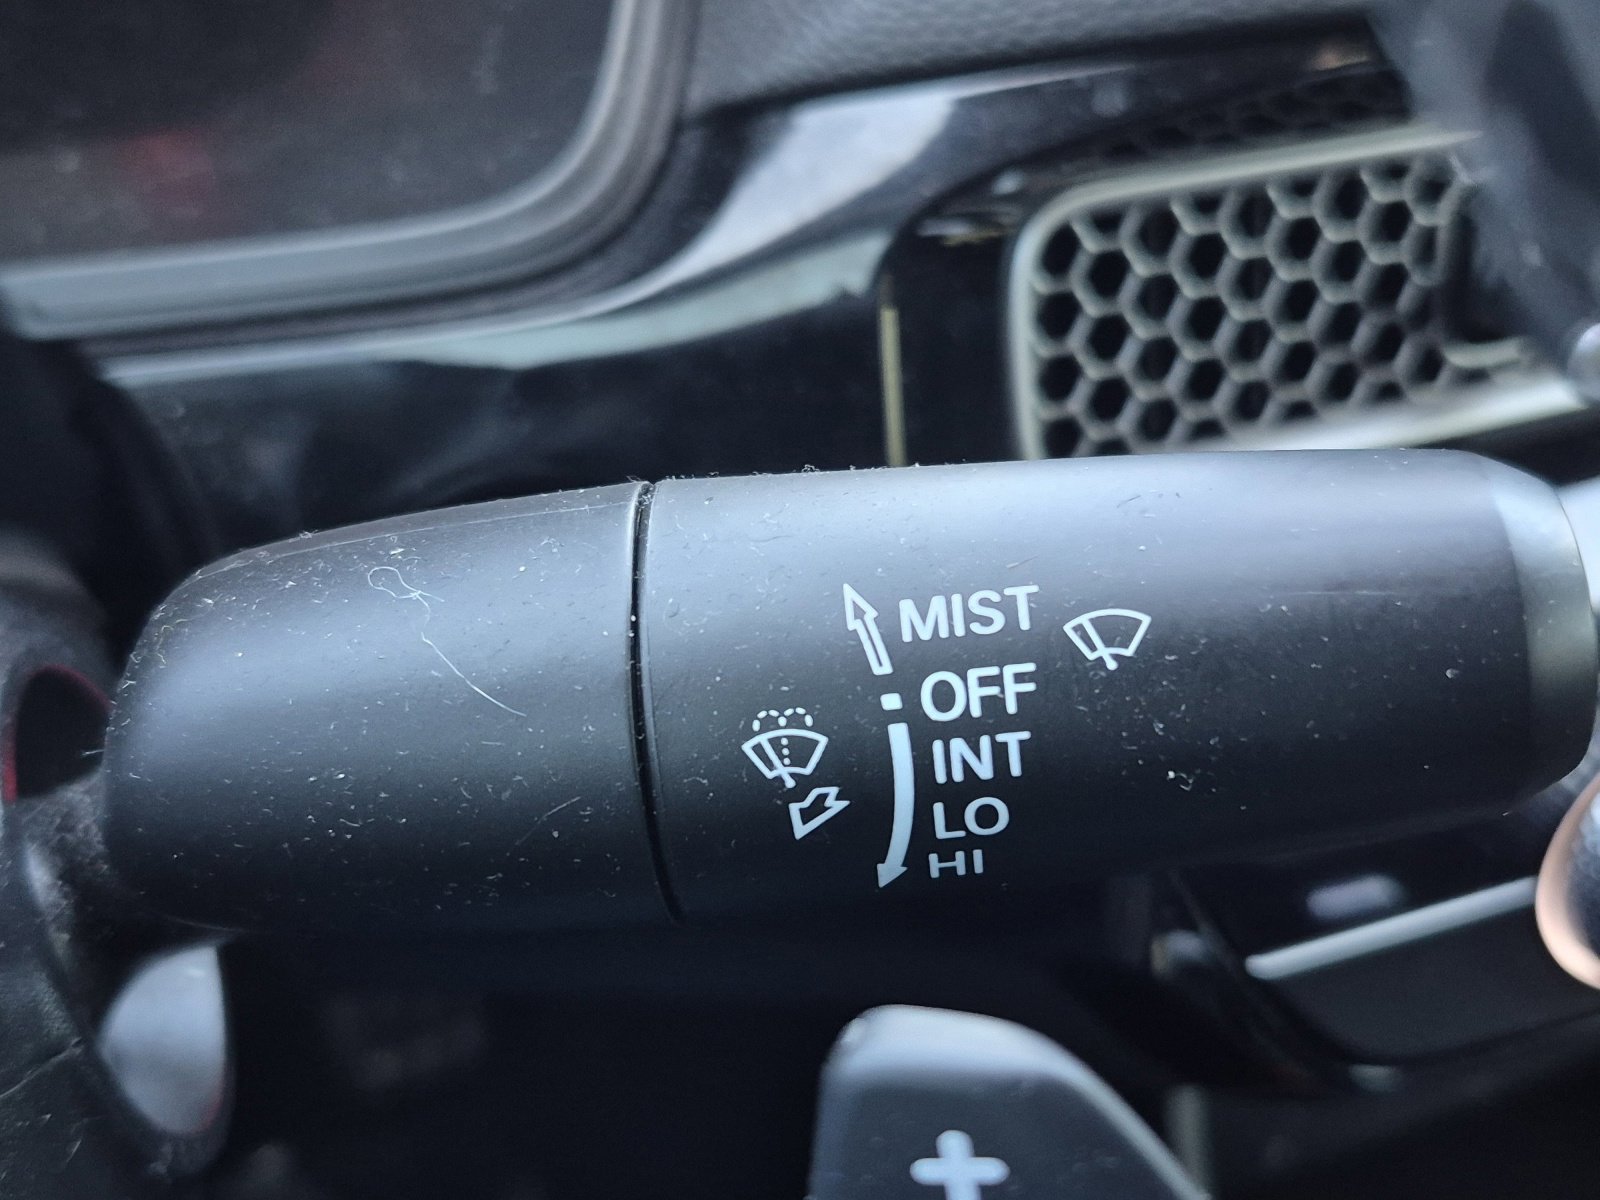 MIST
OFF
INT
LO
HI
+